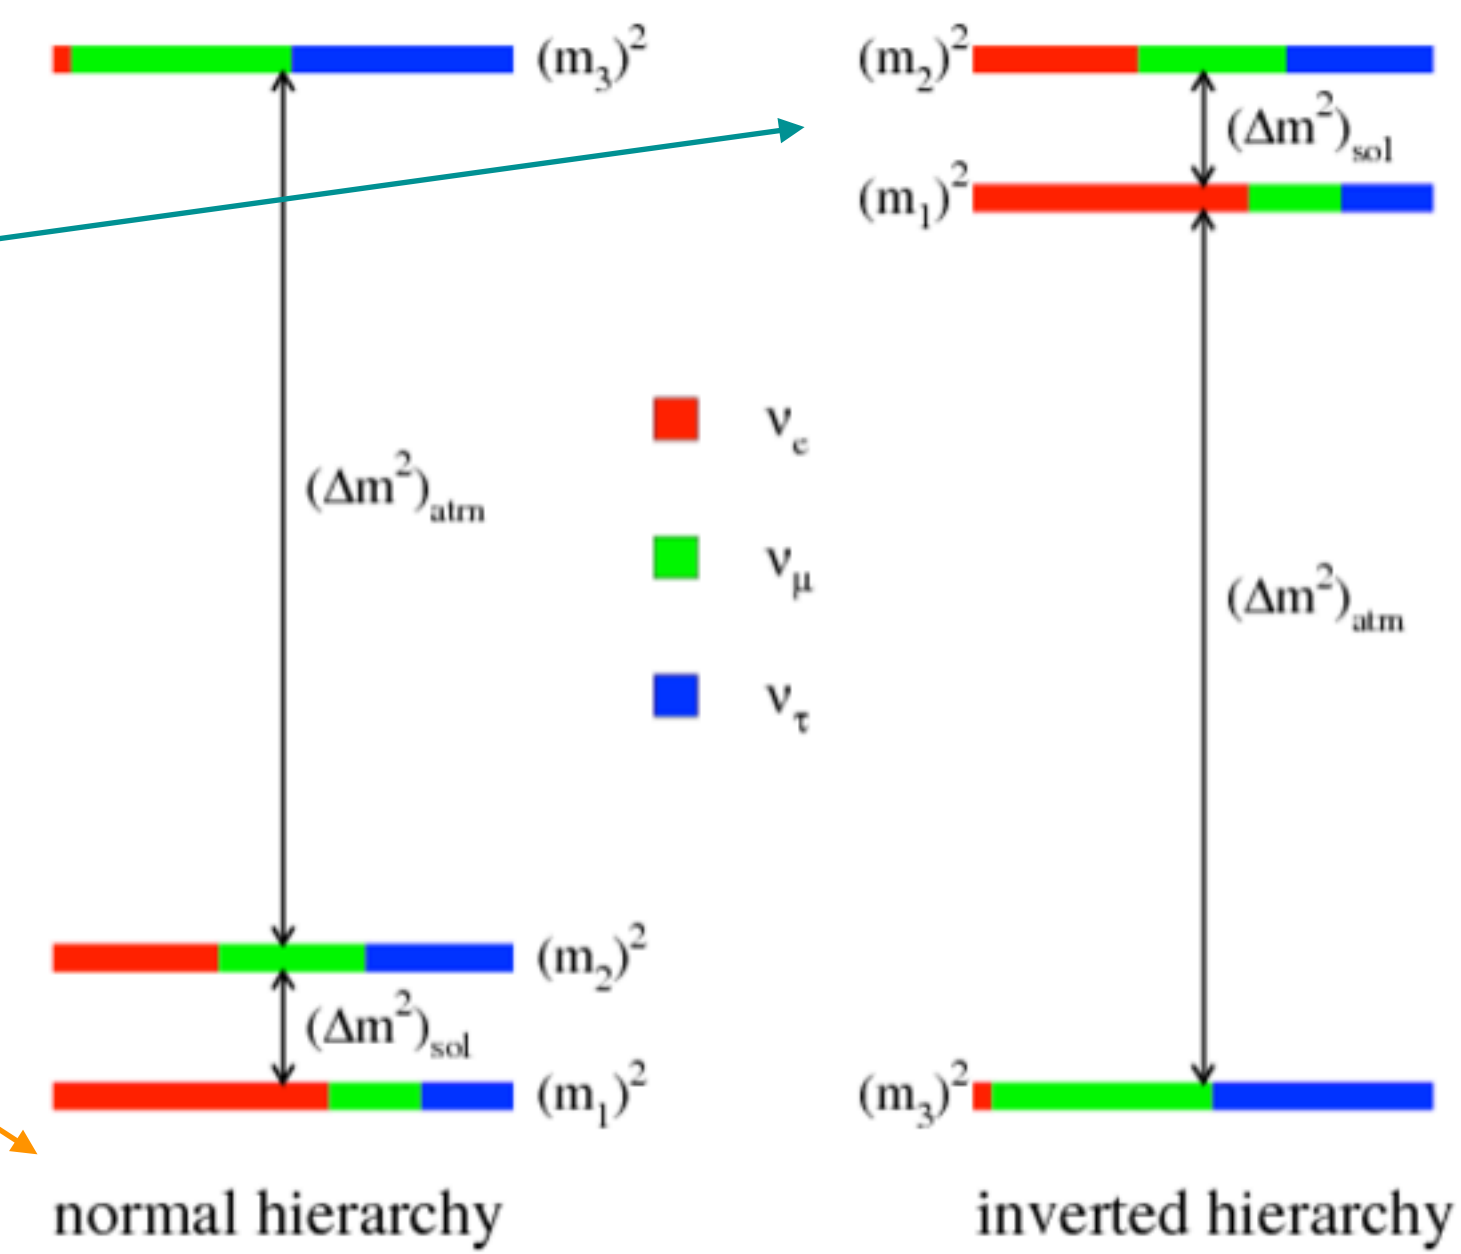 (m₃)²
(Δm²)atm
(m₂)²
(Δm²)sol
(m₁)²
normal hierarchy
νe
νμ
ντ
(m₂)²
(Δm²)sol
(m₁)²
(Δm²)atm
(m₃)²
inverted hierarchy